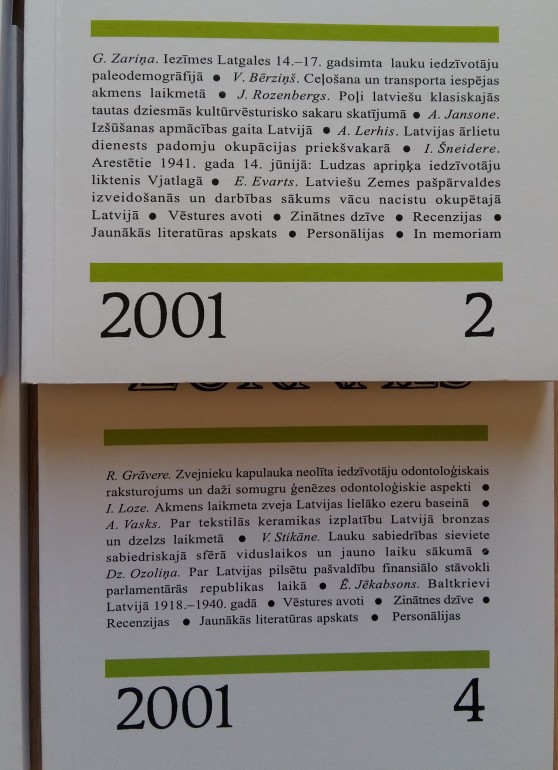 G. Zariņa. Iezīmes Latgales 14.–17. gadsimta lauku iedzīvotāju
paleodemogrāfijā ● V. Bērziņš. Ceļošana un transporta iespējas
akmens laikmetā ● J. Rozenbergs. Poļi latviešu klasiskajās
tautas dziesmās kultūrvēsturisko sakaru skatījumā ● A. Jansone.
Izšūšanas apmācības gaita Latvijā ● A. Lerhis. Latvijas ārlietu
dienests padomju okupācijas priekšvakarā ● I. Šneidere.
Arestētie 1941. gada 14. jūnijā: Ludzas apriņķa iedzīvotāju
liktenis Vjatlagā ● E. Evarts. Latviešu Zemes pašpārvaldes
izveidošanās un darbības sākums vācu nacistu okupētajā
Latvijā ● Vēstures avoti ● Zinātnes dzīve ● Recenzijas ●
Jaunākās literatūras apskats ● Personālijas ● In memoriam
2001 2
R. Grāvere. Zvejnieku kapulauka neolīta iedzīvotāju odontoloģiskais
raksturojums un daži somugru ģenēzes odontoloģiskie aspekti ●
I. Loze. Akmens laikmeta zveja Latvijas lielāko ezeru baseinā ●
A. Vasks. Par tekstilās keramikas izplatību Latvijā bronzas
un dzelzs laikmetā ● V. Stikāne. Lauku sabiedrības sieviete
sabiedriskajā sfērā viduslaikos un jauno laiku sākumā ●
Dz. Ozoliņa. Par Latvijas pilsētu pašvaldību finansiālo stāvokli
parlamentārās republikas laikā ● Ē. Jēkabsons. Baltkrievi
Latvijā 1918.–1940. gadā ● Vēstures avoti ● Zinātnes dzīve ●
Recenzijas ● Jaunākās literatūras apskats ● Personālijas
2001 4